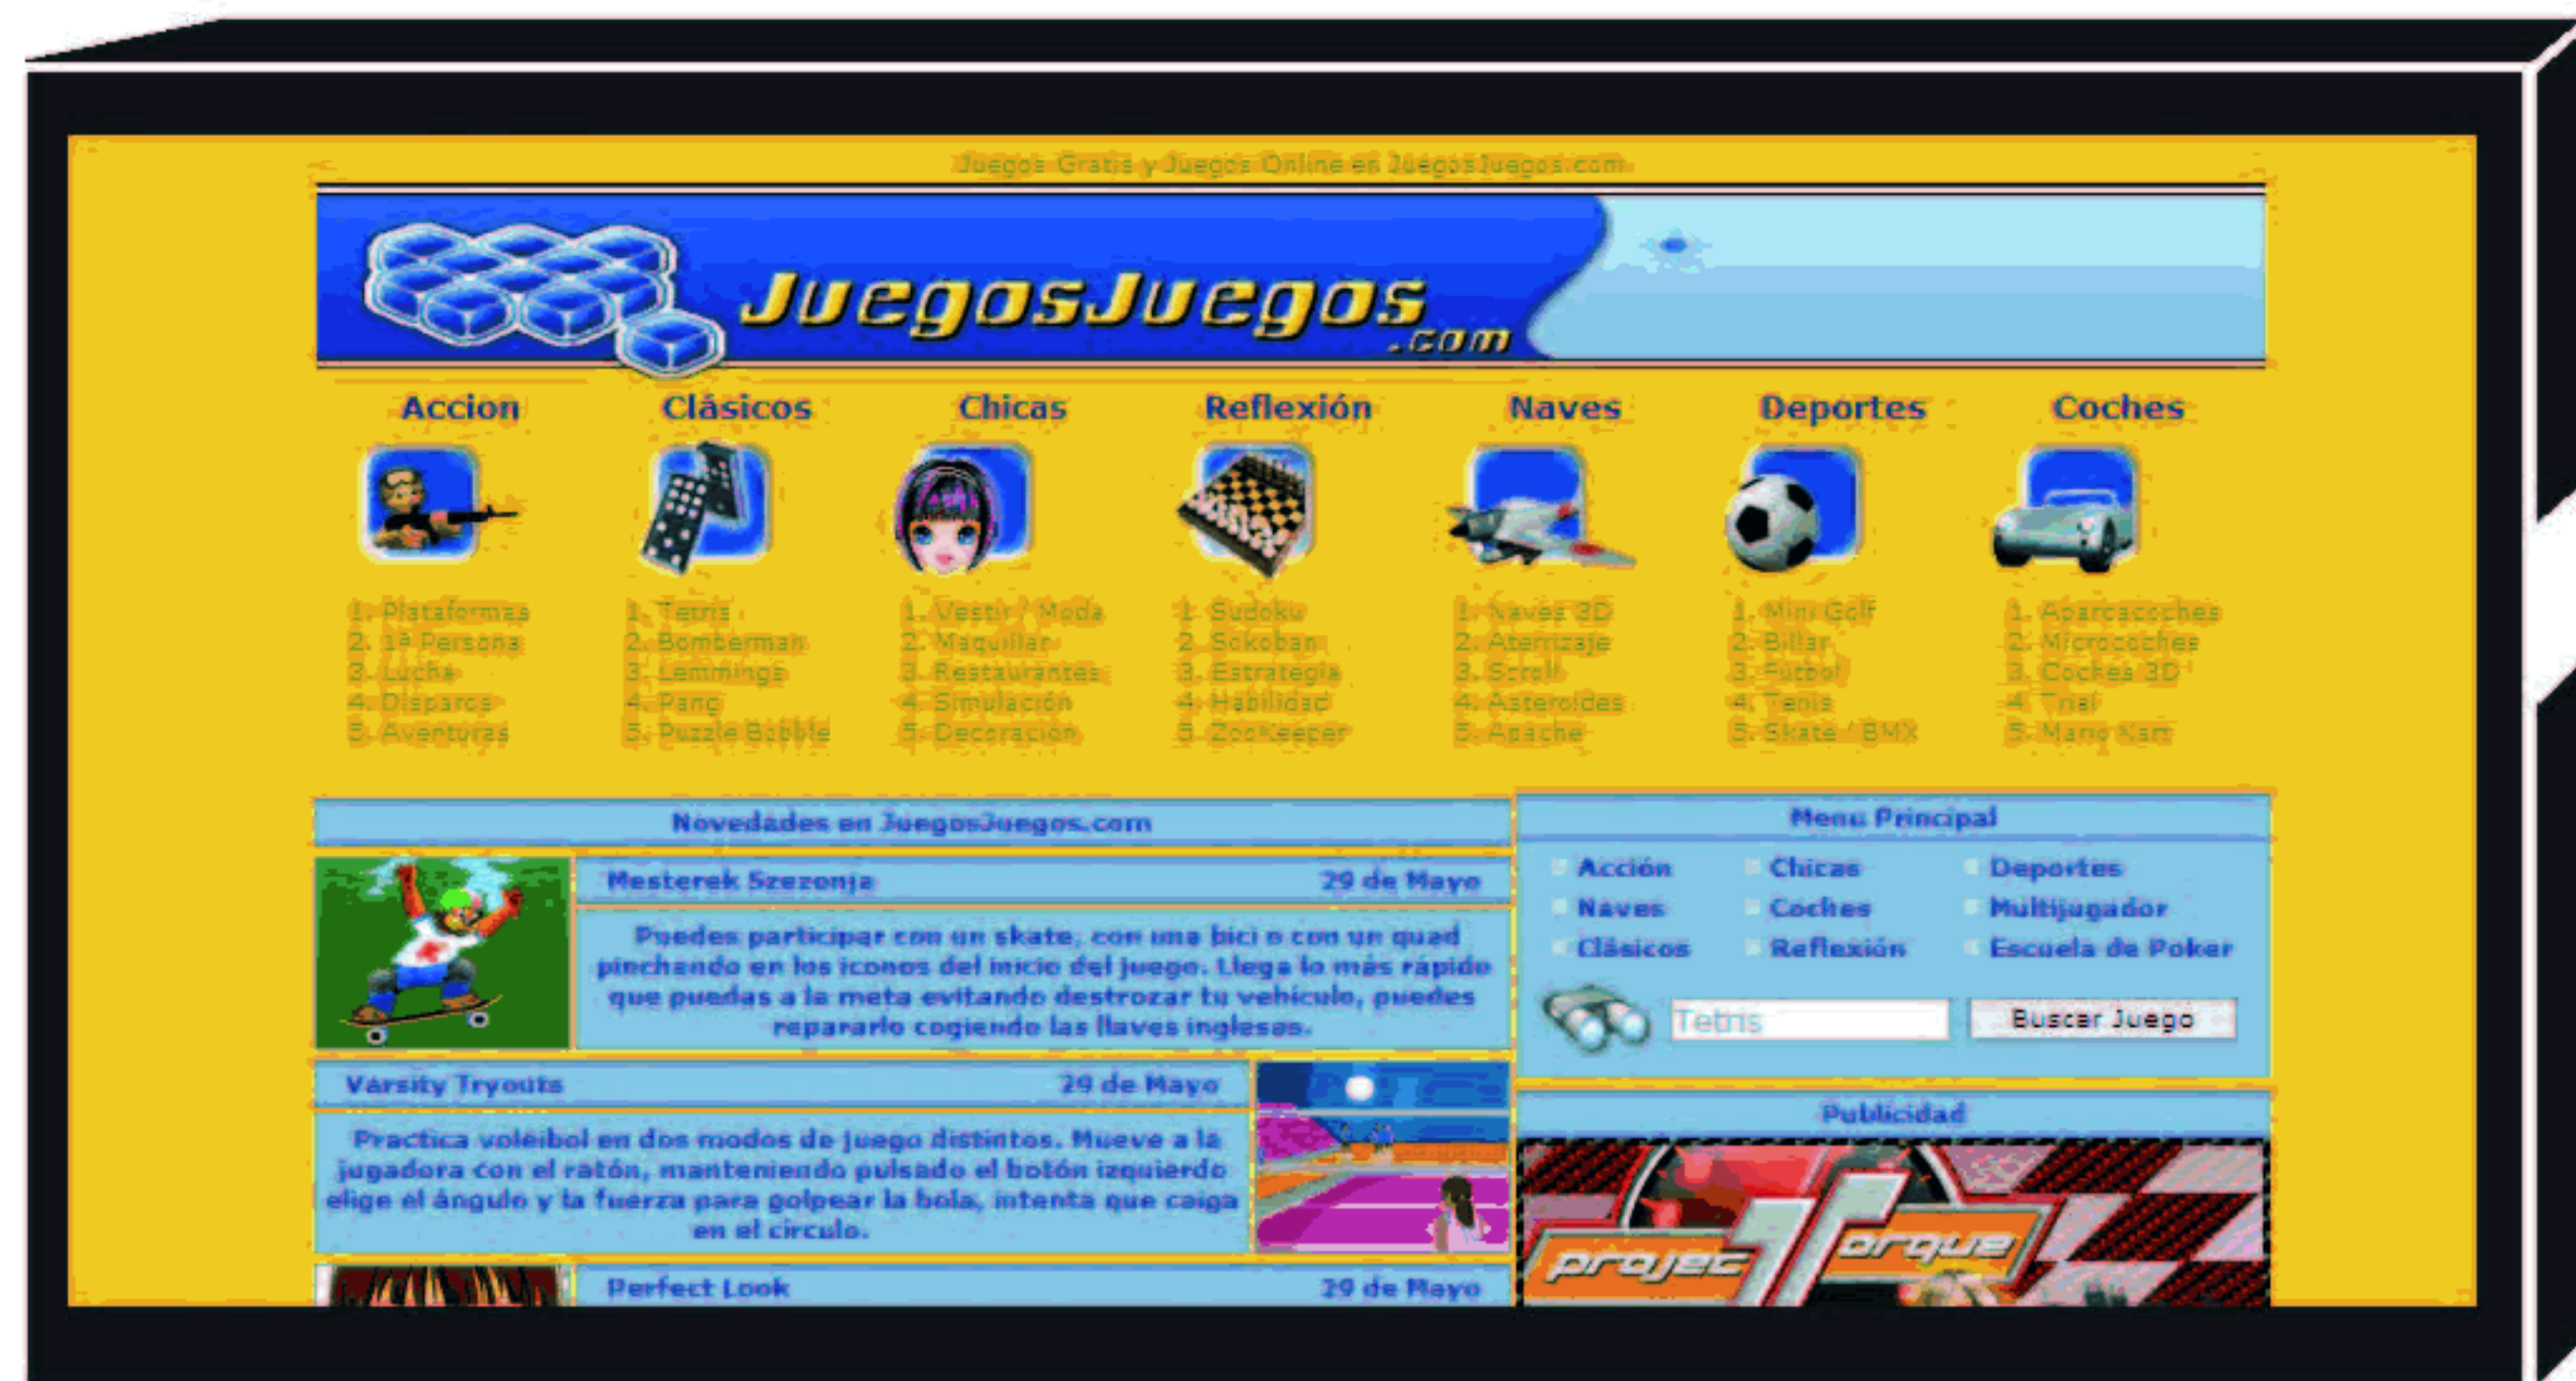 Juegos Gratis y Juegos Online en JuegosJuegos.com
JuegosJuegos
.com
Accion
Clásicos
Chicas
Reflexión
Naves
Deportes
Coches
1. Plataformas
2. 1ª Persona
3. Lucha
4. Disparos
5. Aventuras
1. Tetris
2. Bomberman
3. Lemmings
4. Pang
5. Puzzle Bobble
1. Vestir / Moda
2. Maquillar
3. Restaurantes
4. Simulación
5. Decoración
1. Sudoku
2. Sokoban
3. Estrategia
4. Habilidad
5. ZooKeeper
1. Naves 3D
2. Aterrizaje
3. Scroll
4. Asteroides
5. Apache
1. Mini Golf
2. Billar
3. Futbol
4. Tenis
5. Skate / BMX
1. Aparcacoches
2. Microcoches
3. Coches 3D
4. Trial
5. Mario Kart
Novedades en JuegosJuegos.com
Mesterek Szezonja 29 de Mayo
Puedes participar con un skate, con una bici o con un quad
pinchando en los iconos del inicio del juego. Llega lo más rápido
que puedas a la meta evitando destrozar tu vehículo, puedes
repararlo cogiendo las llaves inglesas.
Varsity Tryouts 29 de Mayo
Practica voleibol en dos modos de juego distintos. Mueve a la
jugadora con el ratón, manteniendo pulsado el botón izquierdo
elige el ángulo y la fuerza para golpear la bola, intenta que caiga
en el circulo.
Perfect Look 29 de Mayo
Menu Principal
Acción Chicas Deportes
Naves Coches Multijugador
Clásicos Reflexión Escuela de Poker
Tetris Buscar Juego
Publicidad
projec Torque